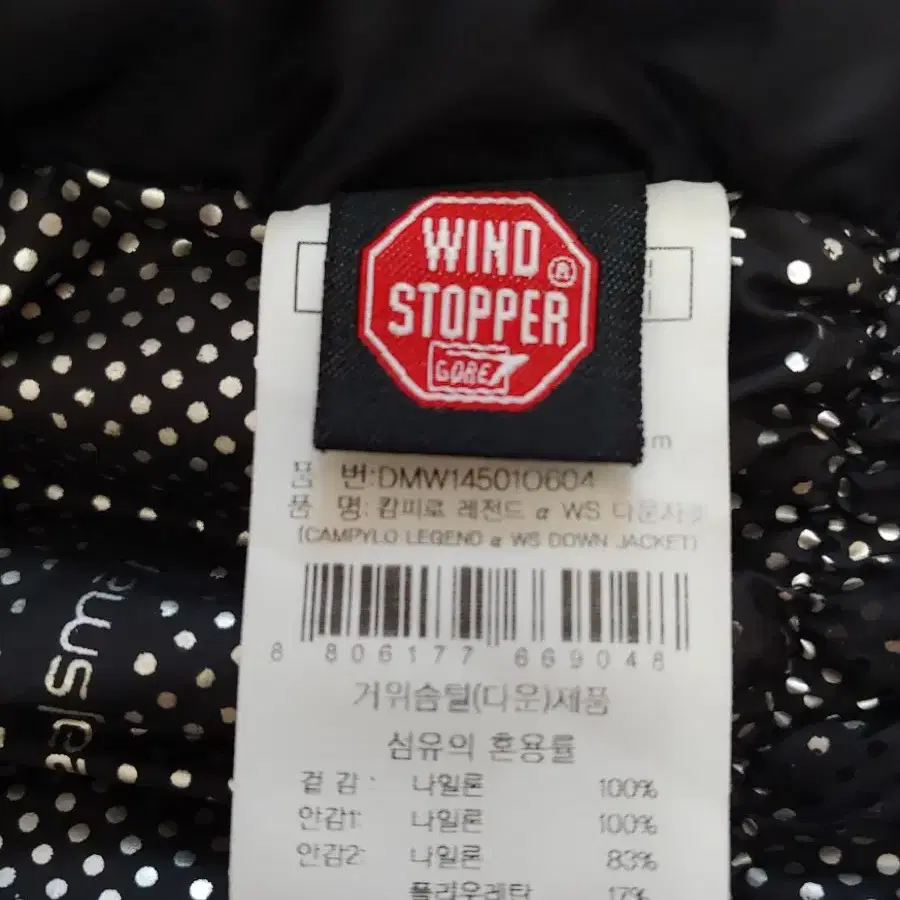 WIND
STOPPER®
GORE
m
품 번:DMW14501O604
품 명: 캄피로 레전드 α WS 다운자켓
(CAMPYLO LEGEND α WS DOWN JACKET)
8 806177 669048
거위솜털(다운)제품
섬유의 혼용률
겉 감 : 나일론 100%
안감1: 나일론 100%
안감2: 나일론 83%
폴리우레탄 17%